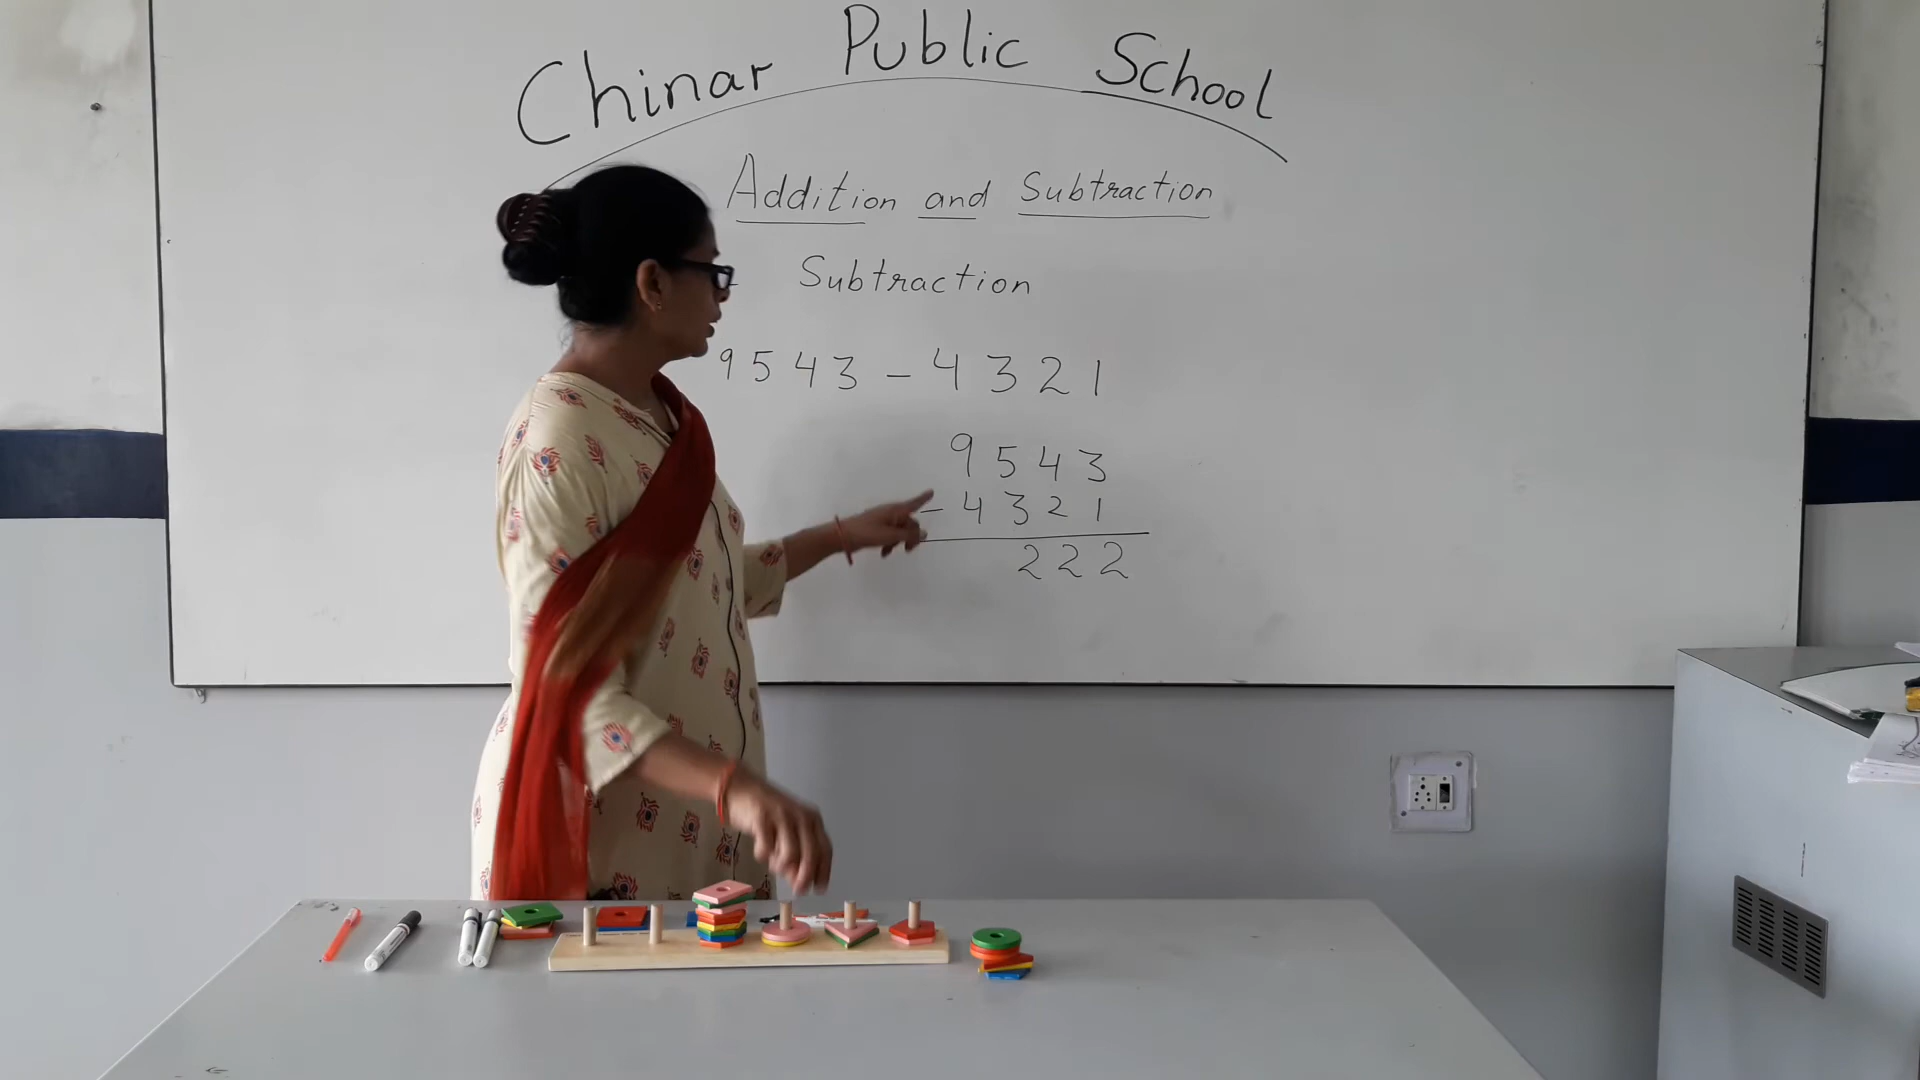 Chinar Public School
Addition and Subtraction
Subtraction
9543 - 4321
9543
- 4321
222